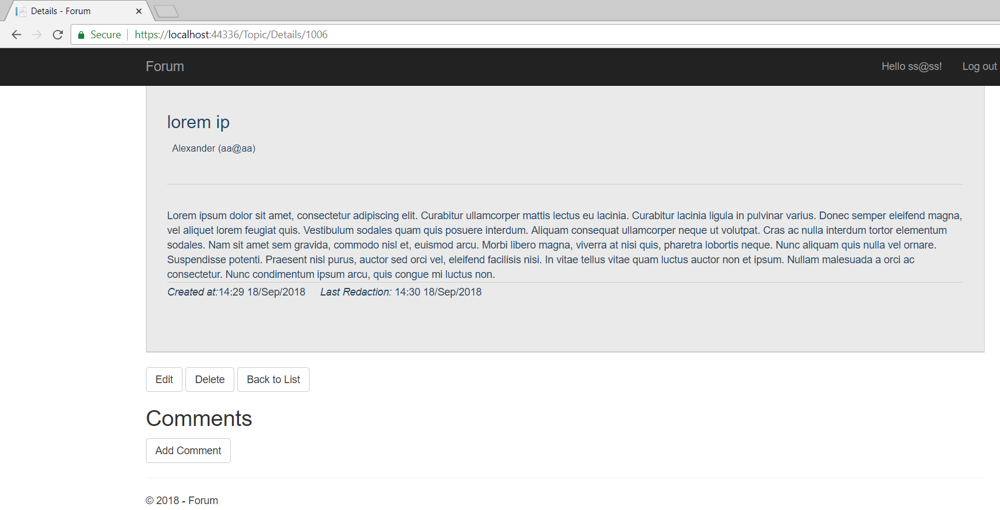 Details - Forum
Secure
https://localhost:44336/Topic/Details/1006
Forum
Hello ss@ss!
Log out
lorem ip
Alexander (aa@aa)
Lorem ipsum dolor sit amet, consectetur adipiscing elit. Curabitur ullamcorper mattis lectus eu lacinia. Curabitur lacinia ligula in pulvinar varius. Donec semper eleifend magna,
vel aliquet lorem feugiat quis. Vestibulum sodales quam quis posuere interdum. Aliquam consequat ullamcorper neque ut volutpat. Cras ac nulla interdum tortor elementum
sodales. Nam sit amet sem gravida, commodo nisl et, euismod arcu. Morbi libero magna, viverra at nisi quis, pharetra lobortis neque. Nunc aliquam quis nulla vel ornare.
Suspendisse potenti. Praesent nisl purus, auctor sed orci vel, eleifend facilisis nisi. In vitae tellus vitae quam luctus auctor non et ipsum. Nullam malesuada a orci ac
consectetur. Nunc condimentum ipsum arcu, quis congue mi luctus non.
Created at:14:29 18/Sep/2018 Last Redaction: 14:30 18/Sep/2018
Edit
Delete
Back to List
Comments
Add Comment
© 2018 - Forum